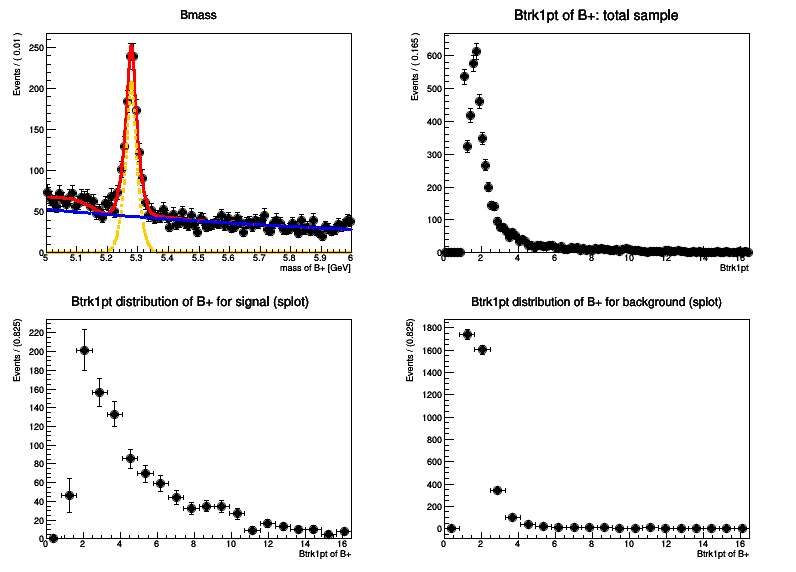 Bmass
Events / ( 0.01 )
250
200
150
100
50
0
5 5.1 5.2 5.3 5.4 5.5 5.6 5.7 5.8 5.9 6
mass of B+ [GeV]
Btrk1pt of B+: total sample
Events / ( 0.165 )
600
500
400
300
200
100
0
0 2 4 6 8 10 12 14 16
Btrk1pt
Btrk1pt distribution of B+ for signal (splot)
Events / (0.825)
220
200
180
160
140
120
100
80
60
40
20
0
0 2 4 6 8 10 12 14 16
Btrk1pt of B+
Btrk1pt distribution of B+ for background (splot)
Events / (0.825)
1800
1600
1400
1200
1000
800
600
400
200
0
0 2 4 6 8 10 12 14 16
Btrk1pt of B+